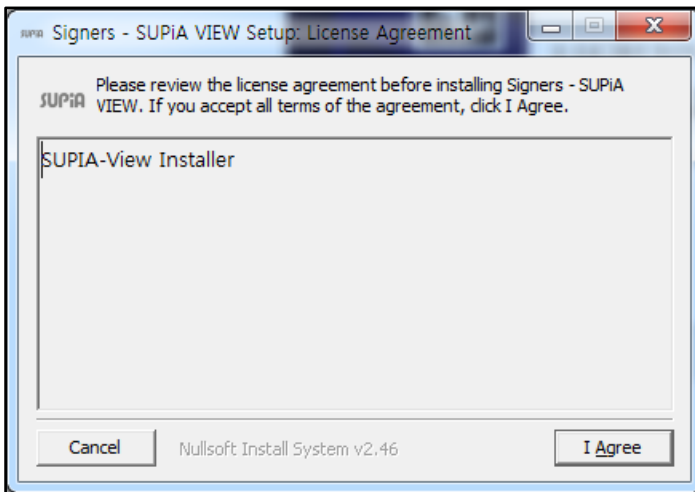 SUPiA Signers - SUPiA VIEW Setup: License Agreement
SUPiA
Please review the license agreement before installing Signers - SUPiA
VIEW. If you accept all terms of the agreement, click I Agree.
SUPIA-View Installer
Cancel
Nullsoft Install System v2.46
I Agree